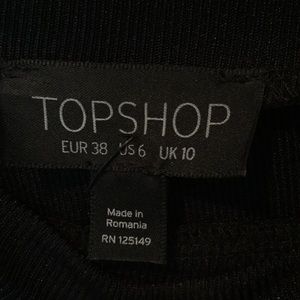 TOPSHOP
EUR 38 US 6 UK 10
Made in
Romania
RN 125149